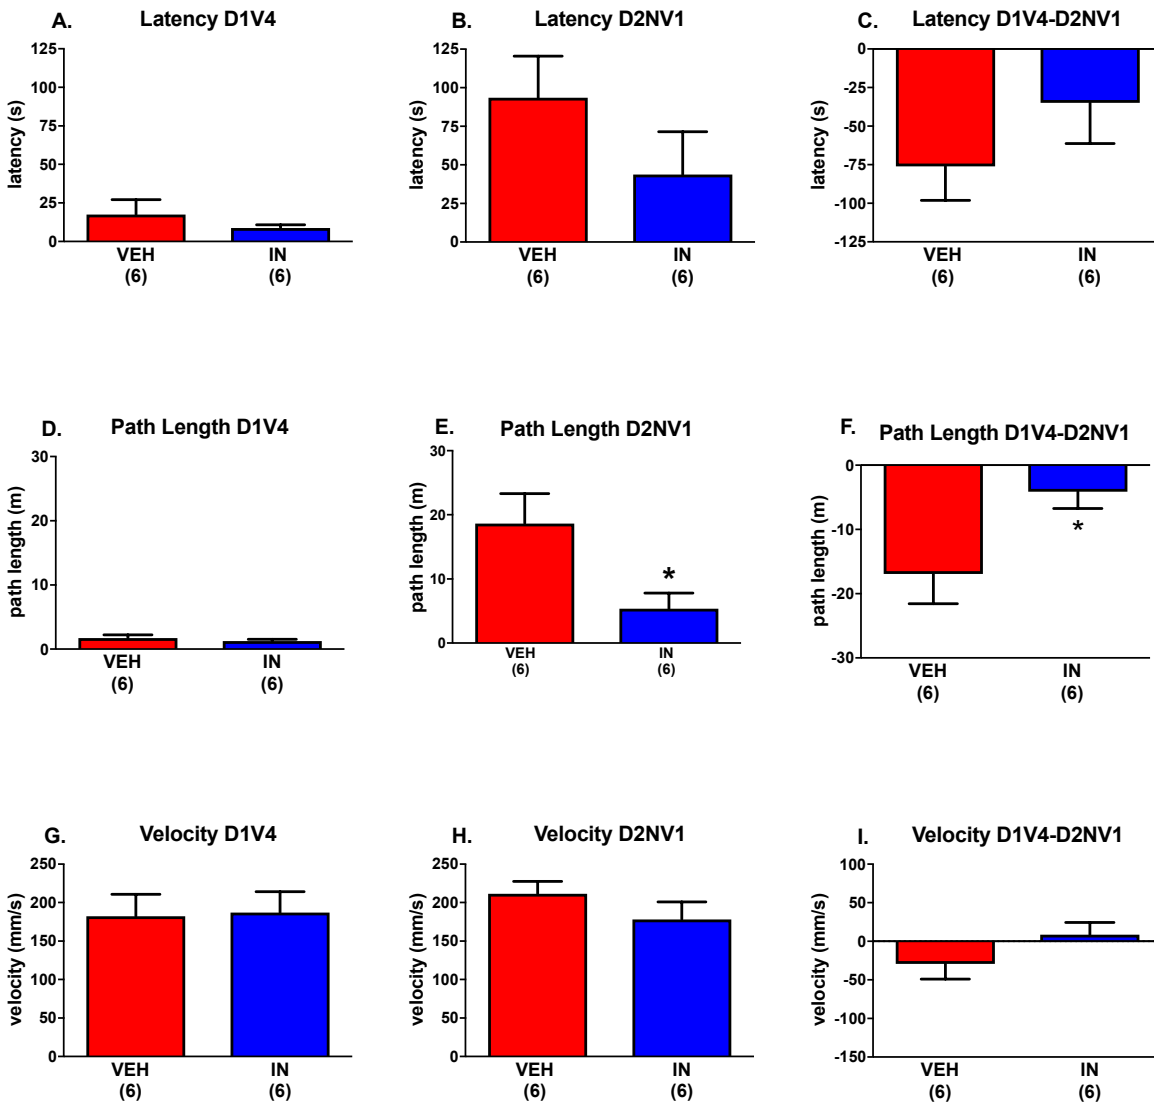 A. Latency D1V4
latency (s)
125
100
75
50
25
0
VEH IN
(6) (6)
B. Latency D2NV1
latency (s)
125
100
75
50
25
0
VEH IN
(6) (6)
C. Latency D1V4-D2NV1
latency (s)
0
-25
-50
-75
-100
-125
VEH IN
(6) (6)
D. Path Length D1V4
path length (m)
30
20
10
0
VEH IN
(6) (6)
E. Path Length D2NV1
path length (m)
30
20
10
0
*
VEH IN
(6) (6)
F. Path Length D1V4-D2NV1
path length (m)
0
-10
-20
-30
*
VEH IN
(6) (6)
G. Velocity D1V4
velocity (mm/s)
250
200
150
100
50
0
VEH IN
(6) (6)
H. Velocity D2NV1
velocity (mm/s)
250
200
150
100
50
0
VEH IN
(6) (6)
I. Velocity D1V4-D2NV1
velocity (mm/s)
100
50
0
-50
-100
-150
VEH IN
(6) (6)